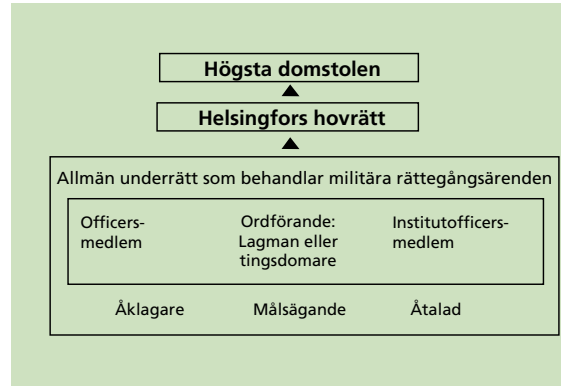 Högsta domstolen
Helsingfors hovrätt
Allmän underrätt som behandlar militära rättegångsärenden
Officers-
medlem
Ordförande:
Lagman eller
tingsdomare
Institutofficers-
medlem
Åklagare
Målsägande
Åtalad